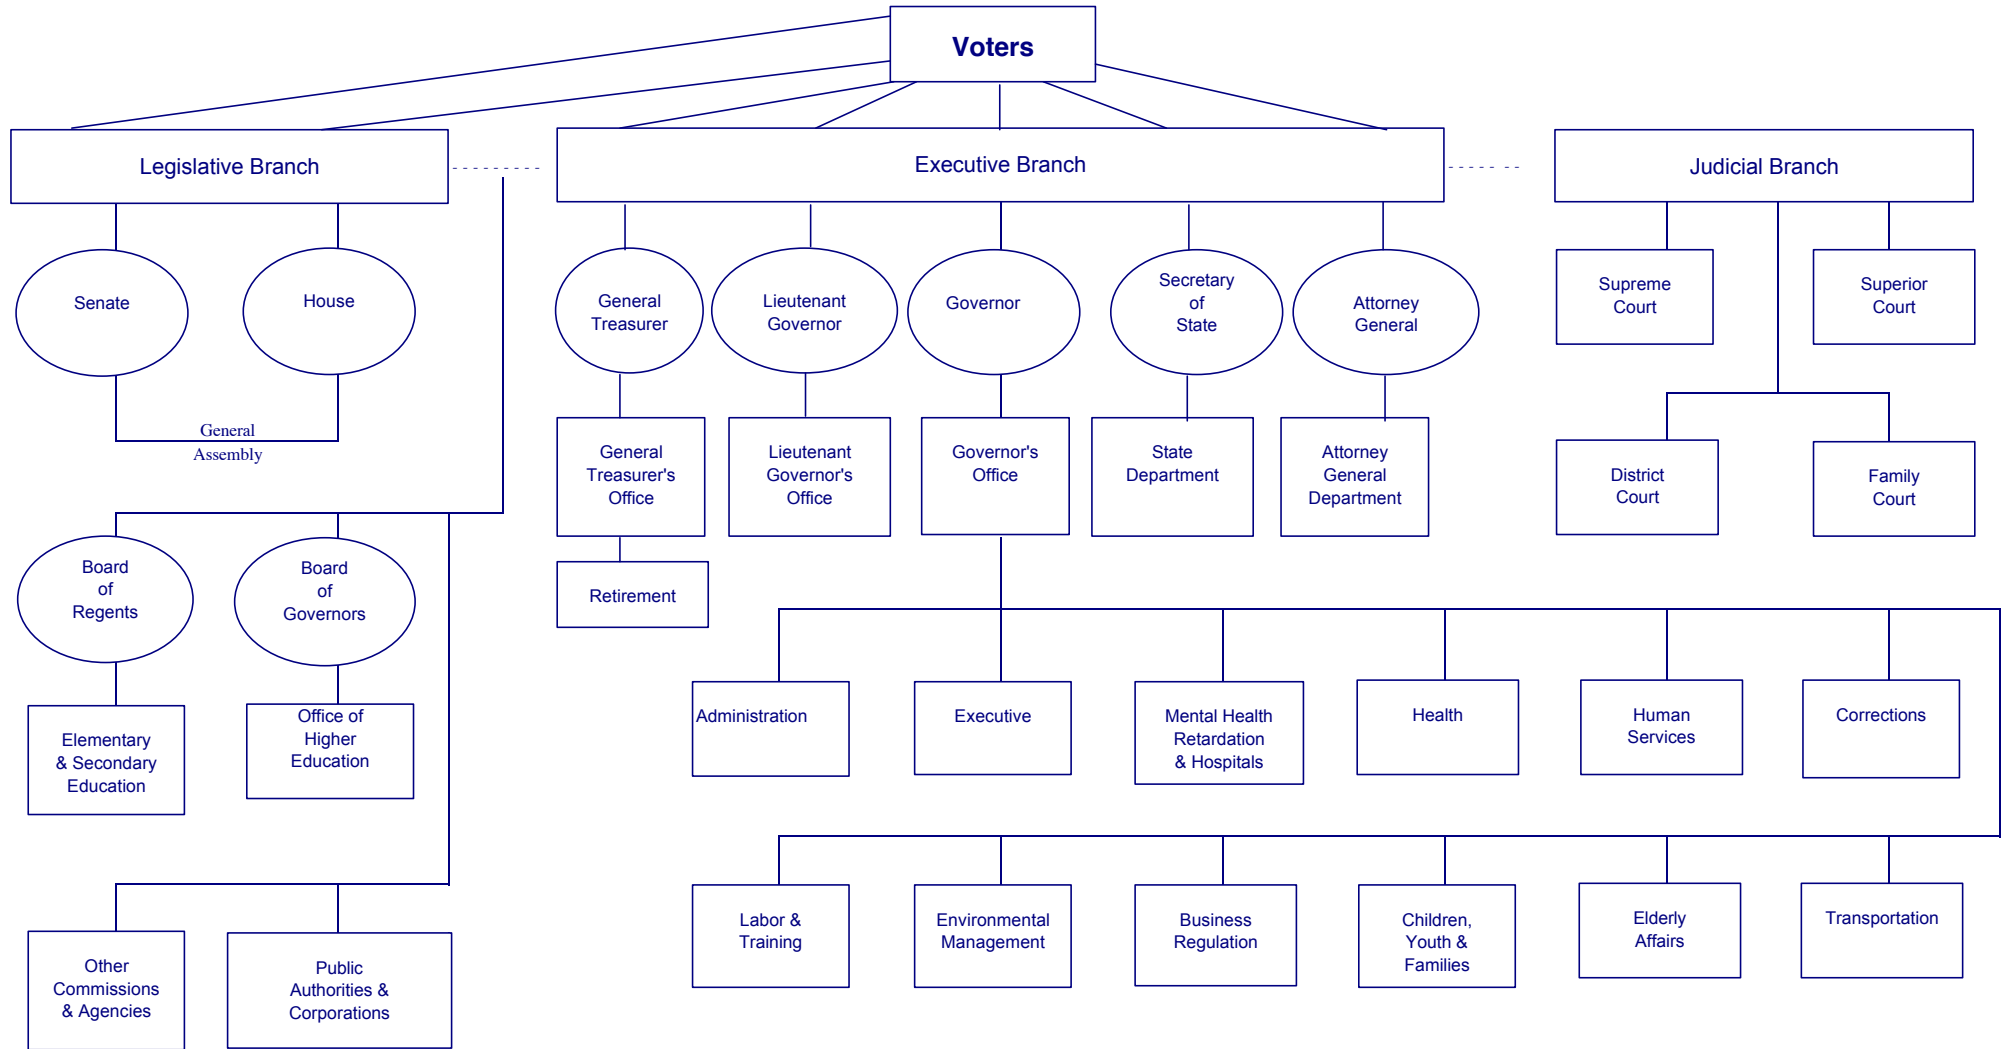 Voters
Legislative Branch
Executive Branch
Judicial Branch
Senate
House
General
Treasurer
Lieutenant
Governor
Governor
Secretary
of
State
Attorney
General
Supreme
Court
Superior
Court
General
Assembly
General
Treasurer's
Office
Lieutenant
Governor's
Office
Governor's
Office
State
Department
Attorney
General
Department
District
Court
Family
Court
Board
of
Regents
Board
of
Governors
Retirement
Elementary
& Secondary
Education
Office of
Higher
Education
Administration
Executive
Mental Health
Retardation
& Hospitals
Health
Human
Services
Corrections
Labor &
Training
Environmental
Management
Business
Regulation
Children,
Youth &
Families
Elderly
Affairs
Transportation
Other
Commissions
& Agencies
Public
Authorities &
Corporations